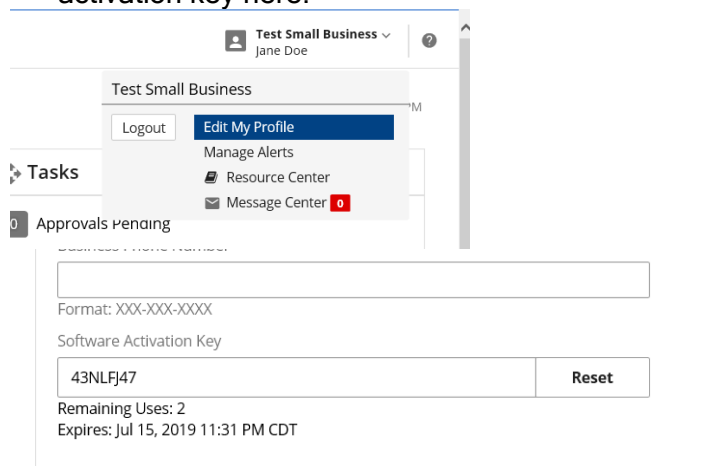 activation key here.
Test Small Business
Jane Doe
Test Small Business
PM
Logout
Edit My Profile
Manage Alerts
Tasks
Resource Center
Message Center 0
0 Approvals Pending
Business Phone Number
Format: XXX-XXX-XXXX
Software Activation Key
43NLFJ47
Reset
Remaining Uses: 2
Expires: Jul 15, 2019 11:31 PM CDT